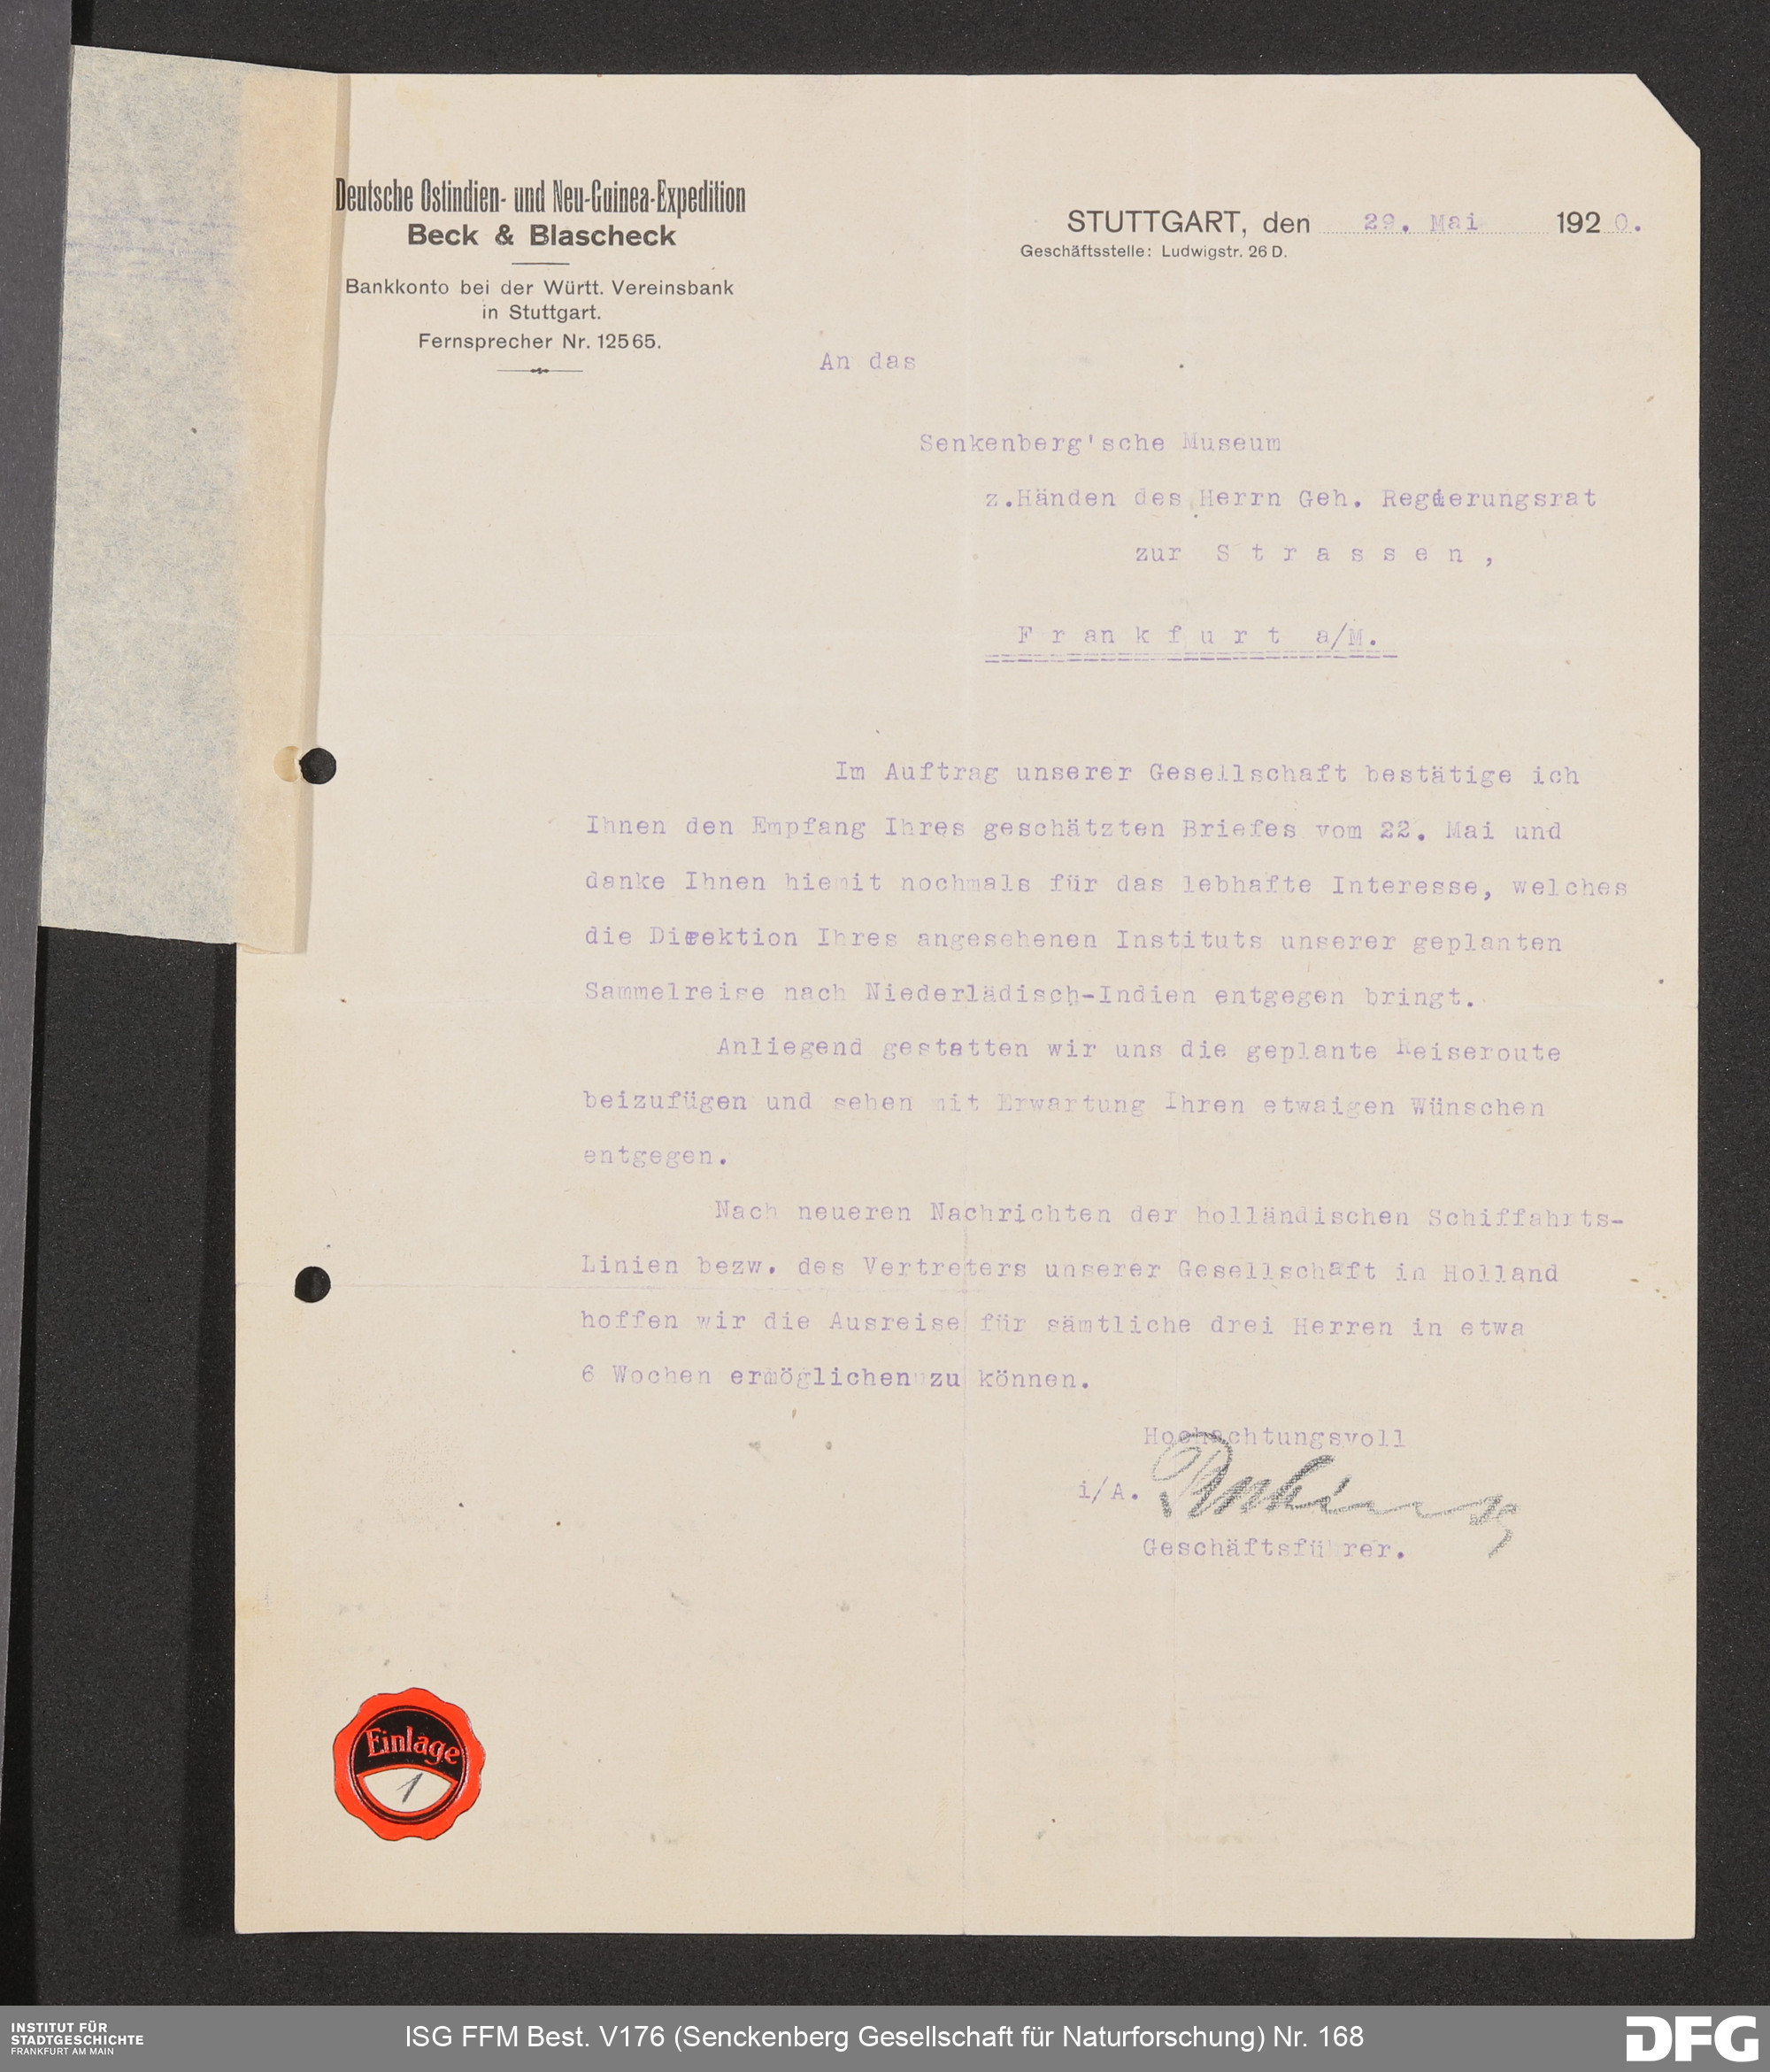 Deutsche Ostindien- und Neu-Guinea-Expedition
Beck & Blascheck
Bankkonto bei der Württ. Vereinsbank
in Stuttgart.
Fernsprecher Nr. 12565.
STUTTGART, den 29. Mai 1920.
Geschäftsstelle: Ludwigstr. 26 D.
An das
Senkenberg'sche Museum
z.Händen des Herrn Geh. Regierungsrat
zur S t r a s s e n ,
F r an k f u r t a/M.
Im Auftrag unserer Gesellschaft bestätige ich
Ihnen den Empfang Ihres geschätzten Briefes vom 22. Mai und
danke Ihnen hiemit nochmals für das lebhafte Interesse, welches
die Direktion Ihres angesehenen Instituts unserer geplanten
Sammelreise nach Niederlädisch-Indien entgegen bringt.
Anliegend gestatten wir uns die geplante Reiseroute
beizufügen und sehen mit Erwartung Ihren etwaigen Wünschen
entgegen.
Nach neueren Nachrichten der holländischen Schiffahrts-
Linien bezw. des Vertreters unserer Gesellschaft in Holland
hoffen wir die Ausreise für sämtliche drei Herren in etwa
6 Wochen ermöglichen zu können.
Hochachtungsvoll
i/A.
Geschäftsführer.
Einlage
1
INSTITUT FÜR
STADTGESCHICHTE
FRANKFURT AM MAIN
ISG FFM Best. V176 (Senckenberg Gesellschaft für Naturforschung) Nr. 168
DFG